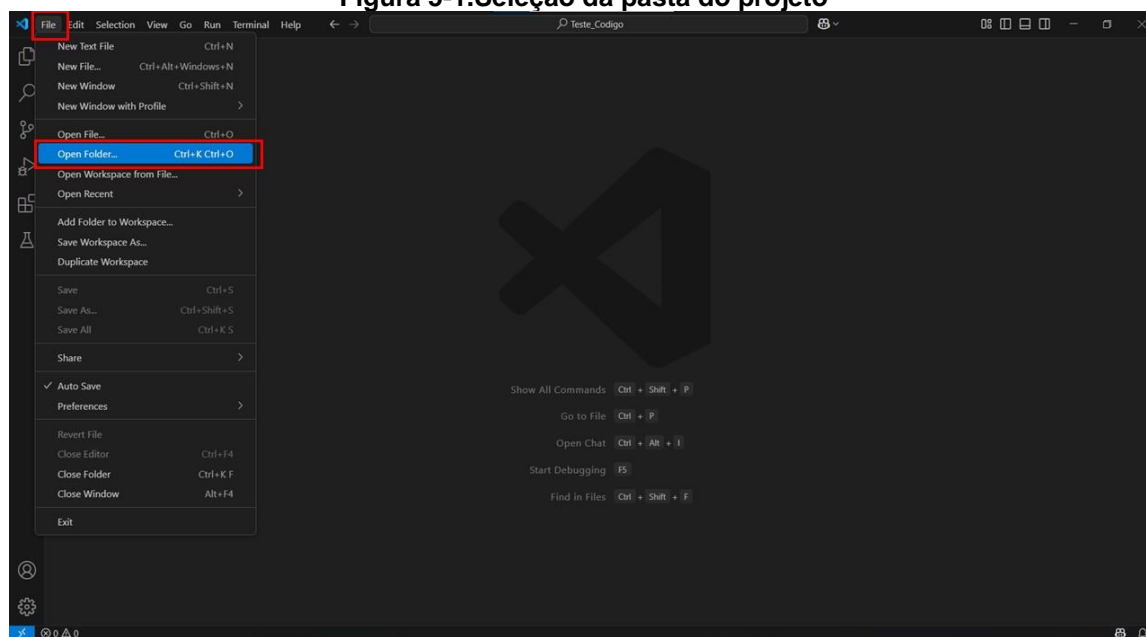 Figura 5-1.Seleção da pasta do projeto
File Edit Selection View Go Run Terminal Help
Teste_Codigo
New Text File Ctrl+N
New File... Ctrl+Alt+Windows+N
New Window Ctrl+Shift+N
New Window with Profile
Open File... Ctrl+O
Open Folder... Ctrl+K Ctrl+O
Open Workspace from File...
Open Recent
Add Folder to Workspace...
Save Workspace As...
Duplicate Workspace
Save Ctrl+S
Save As... Ctrl+Shift+S
Save All Ctrl+K S
Share
Auto Save
Preferences
Revert File
Close Editor Ctrl+F4
Close Folder Ctrl+K F
Close Window Alt+F4
Exit
Show All Commands Ctrl + Shift + P
Go to File Ctrl + P
Open Chat Ctrl + Alt + I
Start Debugging F5
Find in Files Ctrl + Shift + F
0 0